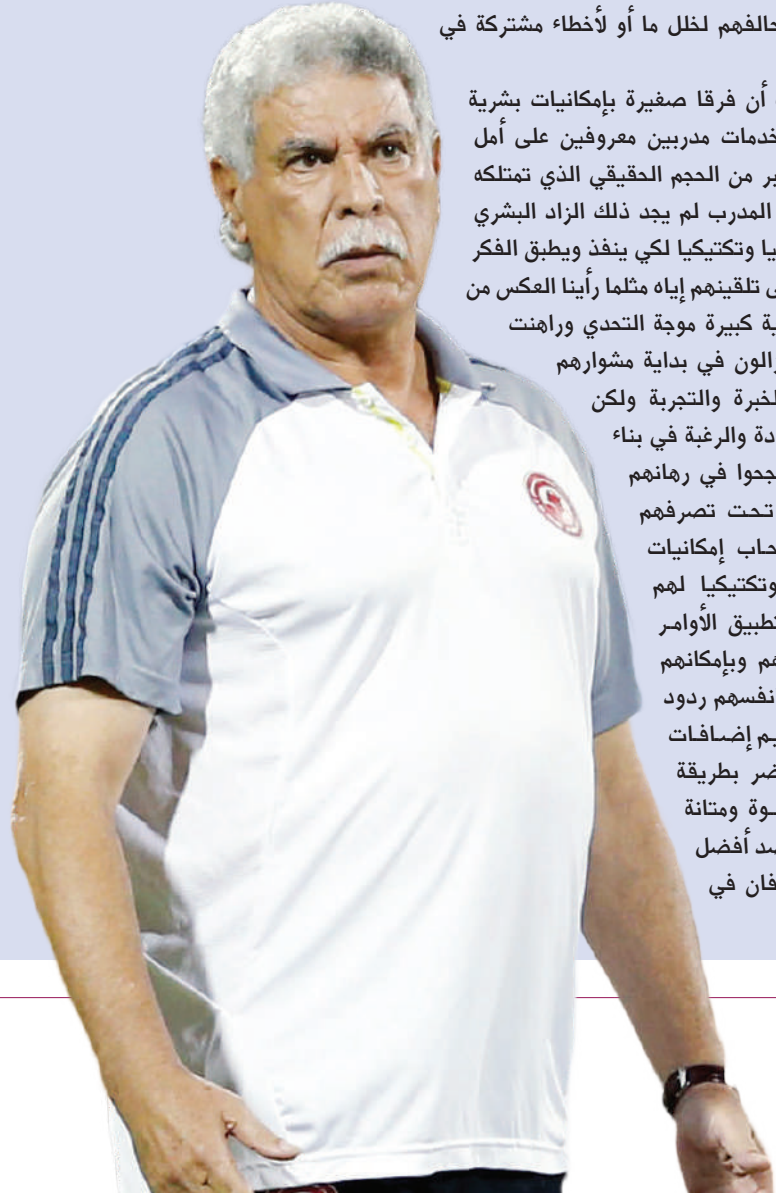 حالفهم لخلل ما أو لأخطاء مشتركة في
أن فرقا صغيرة بإمكانيات بشرية
خدمات مدربين معروفين على أمل
بر من الحجم الحقيقي الذي تمتلكه
المدرب لم يجد ذلك الزاد البشري
يا وتكتيكيا لكي ينفذ ويطبق الفكر
ى تلقينهم إياه مثلما رأينا العكس من
ية كبيرة موجة التحدي وراهنت
زالون في بداية مشوارهم
لخبرة والتجربة ولكن
دة والرغبة في بناء
جحوا في رهانهم
تحت تصرفهم
حاب إمكانيات
وتكتيكيا لهم
تطبيق الأوامر
هم وبإمكانهم
نفسهم ردود
يم إضافات
ضر بطريقة
وة ومتانة
صد أفضل
فان في